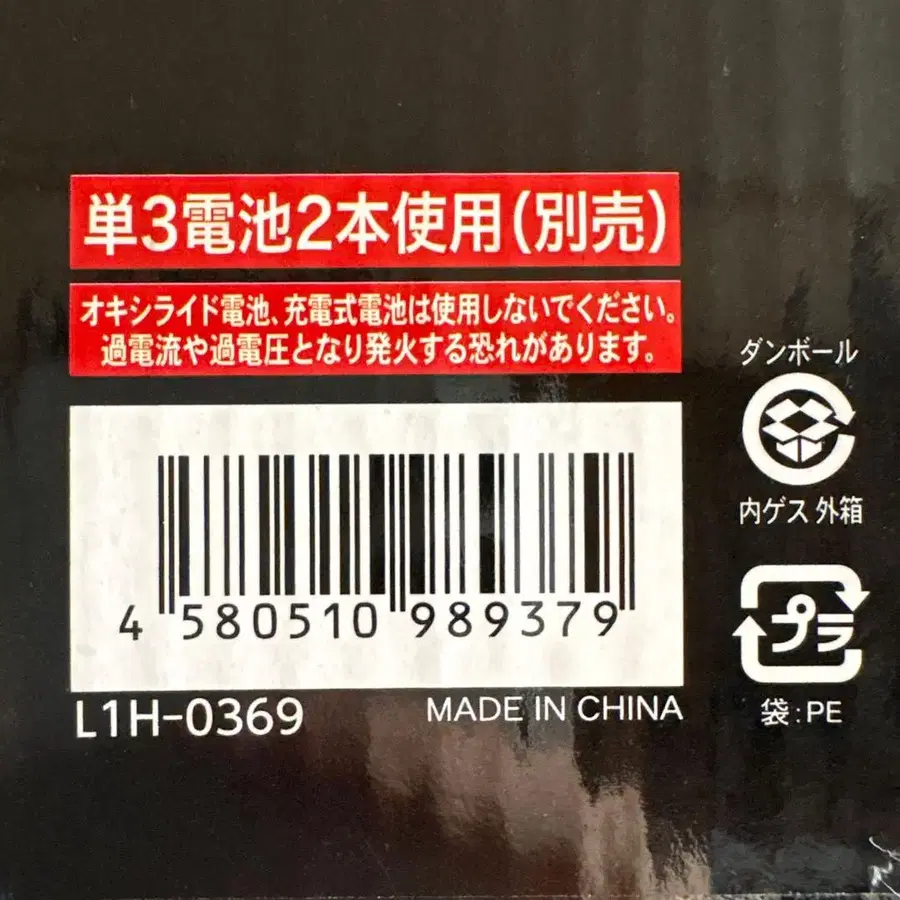 単3電池2本使用(別売)
オキシライド電池、充電式電池は使用しないでください。
過電流や過電圧となり発火する恐れがあります。
ダンボール
内ゲス 外箱
4 580510 989379
プラ
袋:PE
L1H-0369
MADE IN CHINA